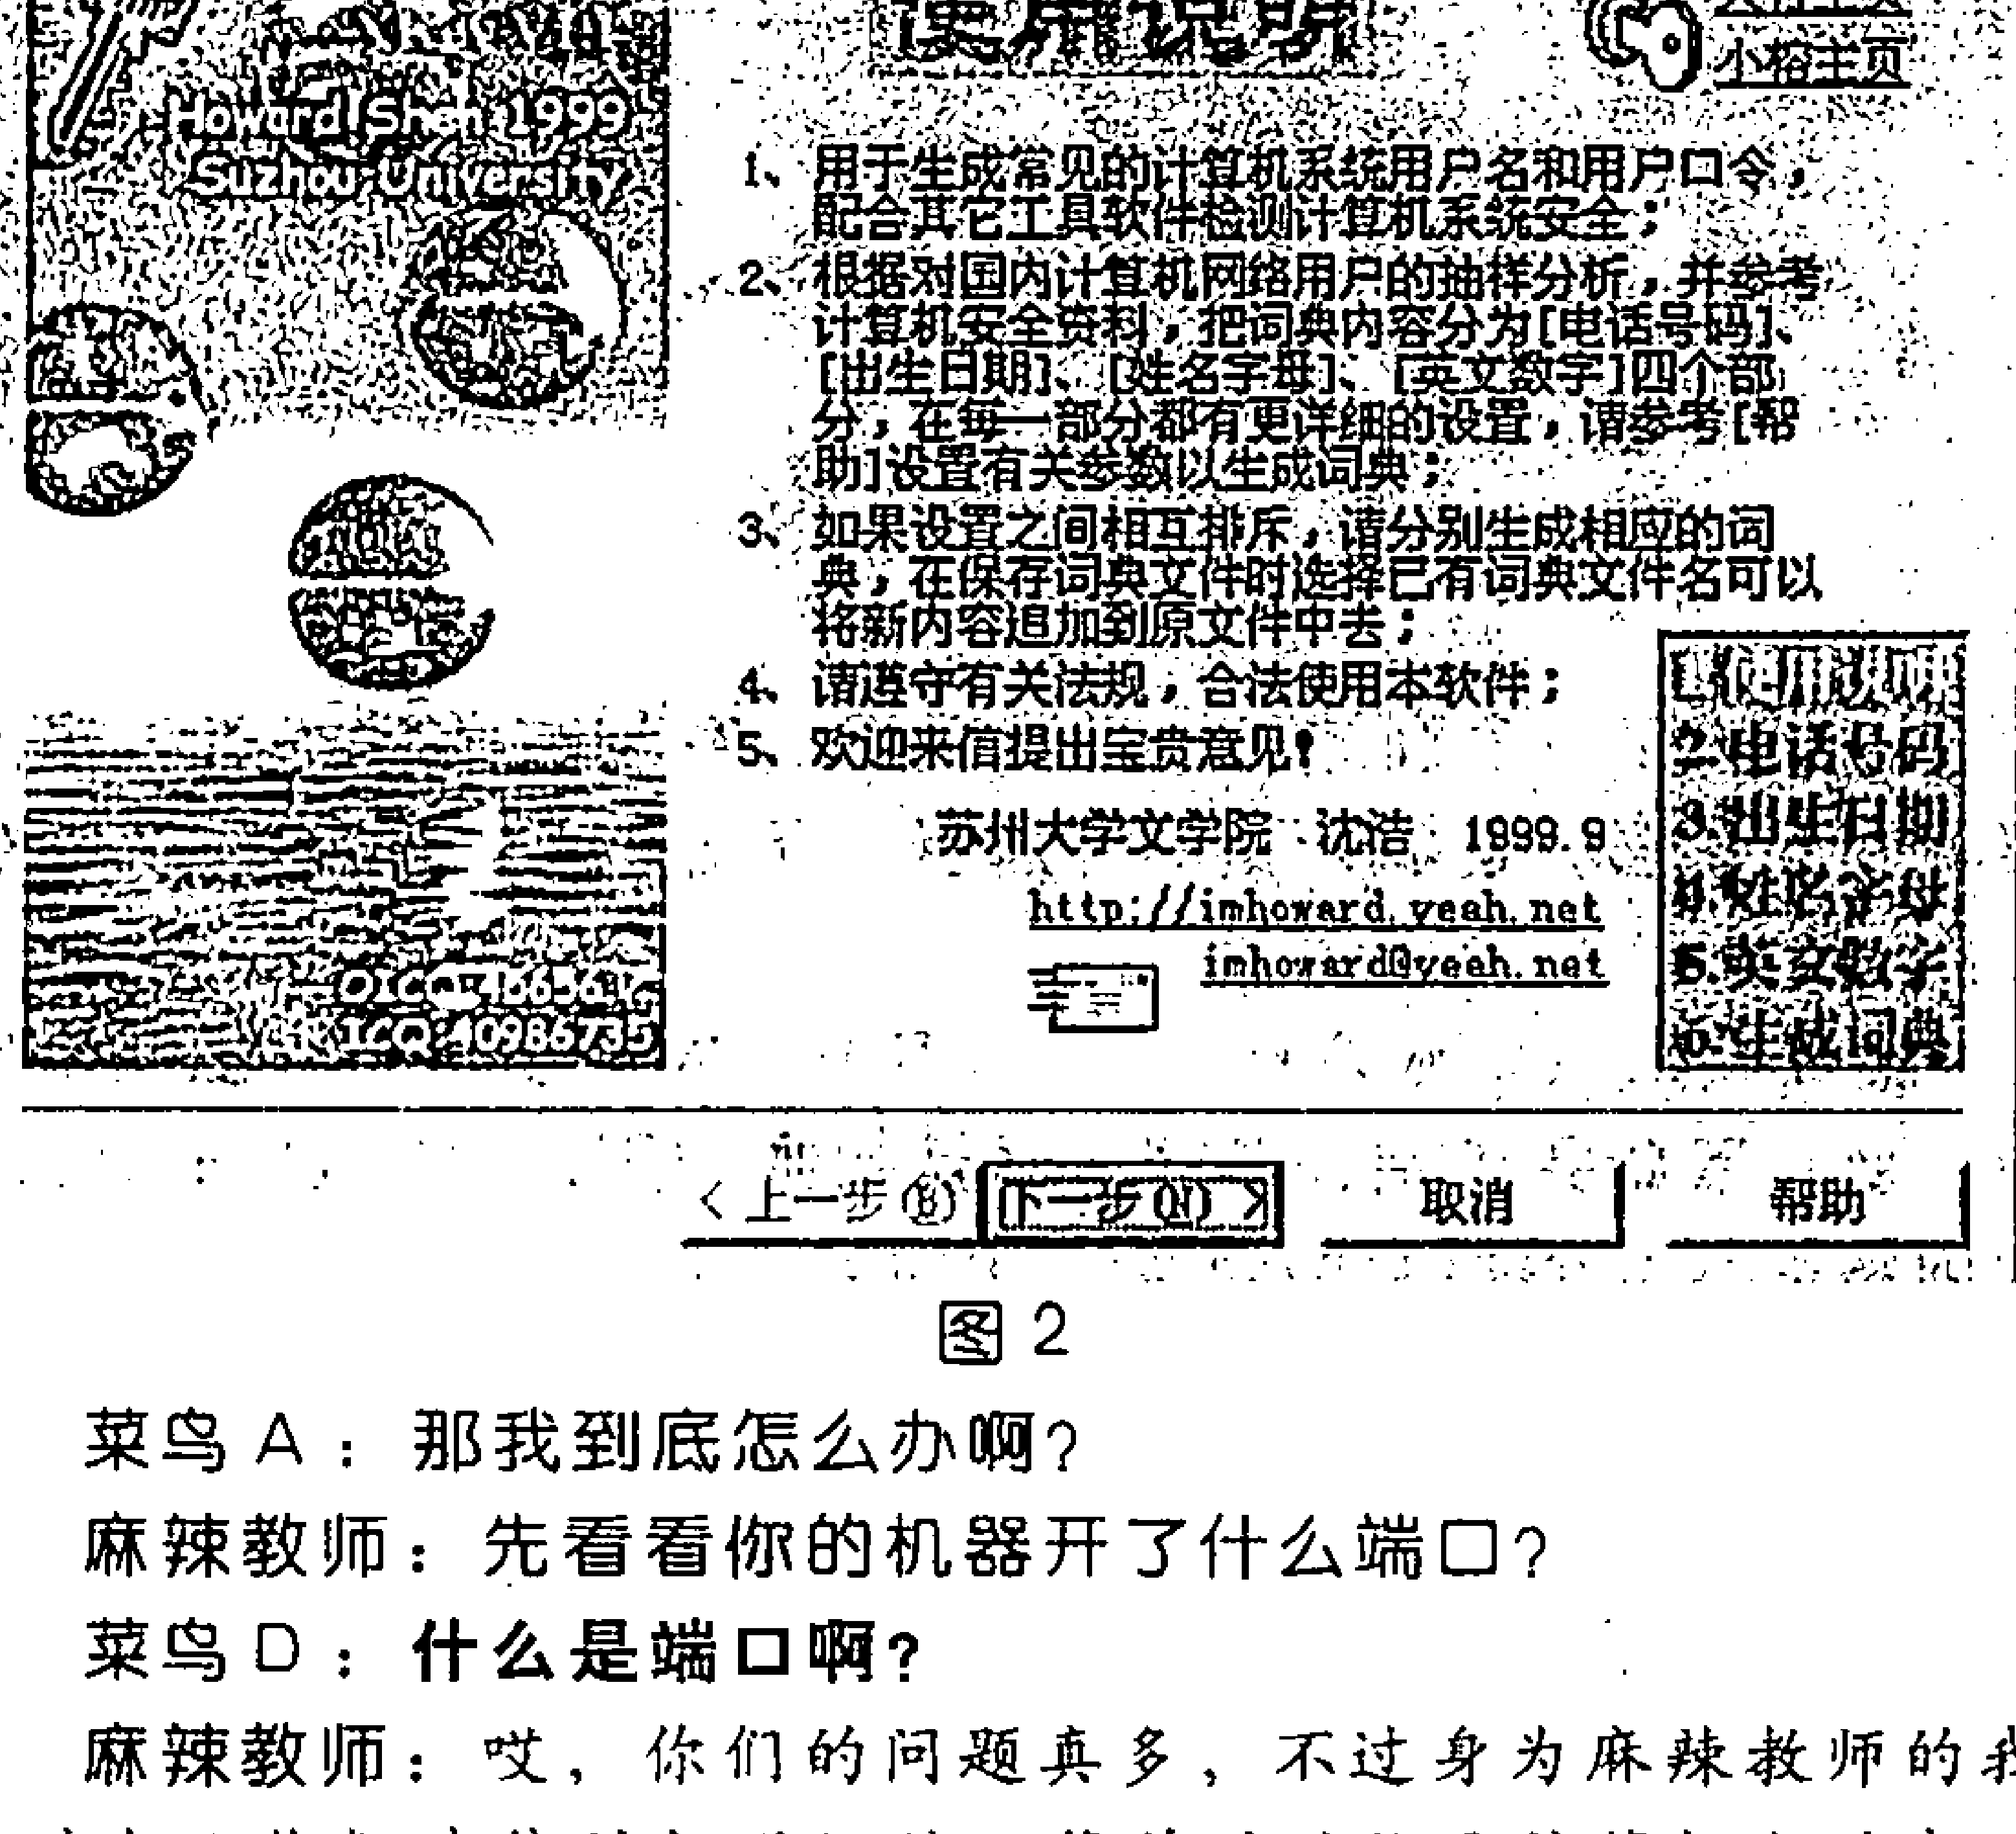 使用说明
小榕主页
Howard Shen 1999
Suzhou University
1、用于生成常见的计算机系统用户名和用户口令，
配合其它工具软件检测计算机系统安全；
2、根据对国内计算机网络用户的抽样分析，并参考
计算机安全资料，把词典内容分为[电话号码]、
[出生日期]、[姓名字母]、[英文数字]四个部
分，在每一部分都有更详细的设置，请参考[帮
助]设置有关参数以生成词典；
3、如果设置之间相互排斥，请分别生成相应的词
典，在保存词典文件时选择已有词典文件名可以
将新内容追加到原文件中去；
4、请遵守有关法规，合法使用本软件；
5、欢迎来信提出宝贵意见！
苏州大学文学院 沈浩 1999.9
http://imhoward.yeah.net
imhoward@yeah.net
ICQ:40986735
1.使用说明
2.电话号码
3.出生日期
4.姓名字母
5.英文数字
6.生成词典
< 上一步(B)
下一步(N) >
取消
帮助
图 2
菜鸟 A：那我到底怎么办啊？
麻辣教师：先看看你的机器开了什么端口？
菜鸟 D：什么是端口啊？
麻辣教师：哎，你们的问题真多，不过身为麻辣教师的我